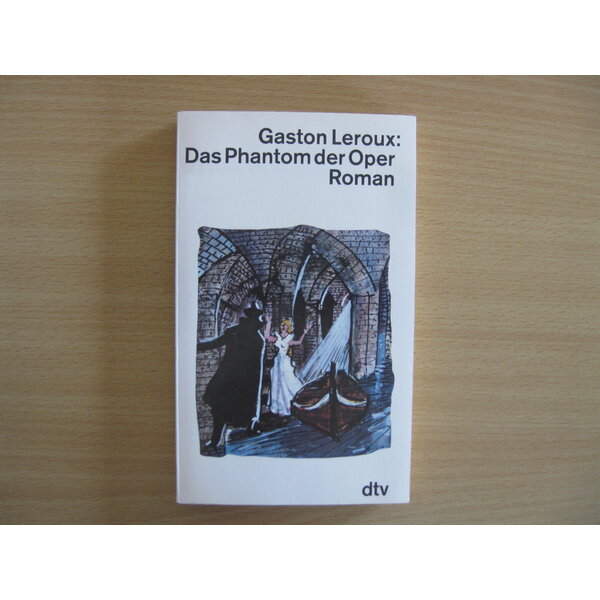 Gaston Leroux:
Das Phantom der Oper
Roman
dtv